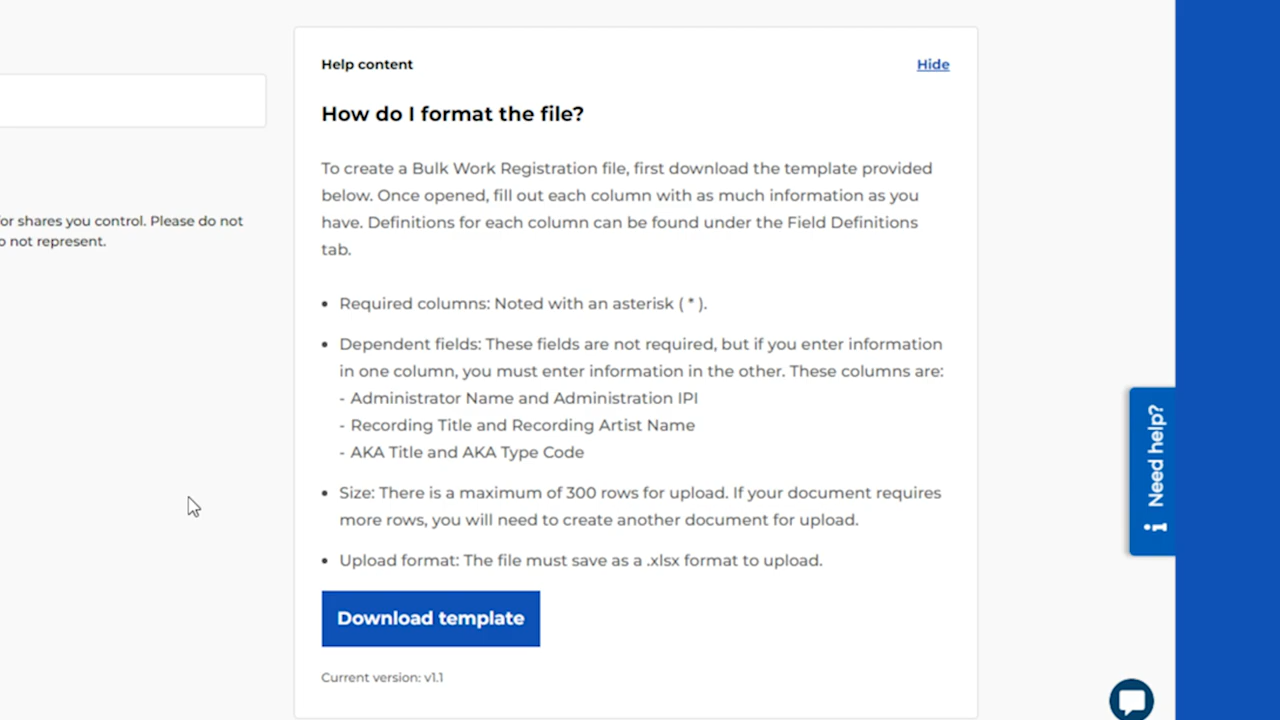 Help content
Hide
How do I format the file?
To create a Bulk Work Registration file, first download the template provided
below. Once opened, fill out each column with as much information as you
have. Definitions for each column can be found under the Field Definitions
tab.
or shares you control. Please do not
o not represent.
• Required columns: Noted with an asterisk ( * ).
• Dependent fields: These fields are not required, but if you enter information
in one column, you must enter information in the other. These columns are:
- Administrator Name and Administration IPI
- Recording Title and Recording Artist Name
- AKA Title and AKA Type Code
• Size: There is a maximum of 300 rows for upload. If your document requires
more rows, you will need to create another document for upload.
• Upload format: The file must save as a .xlsx format to upload.
Download template
Current version: v1.1
Need help?